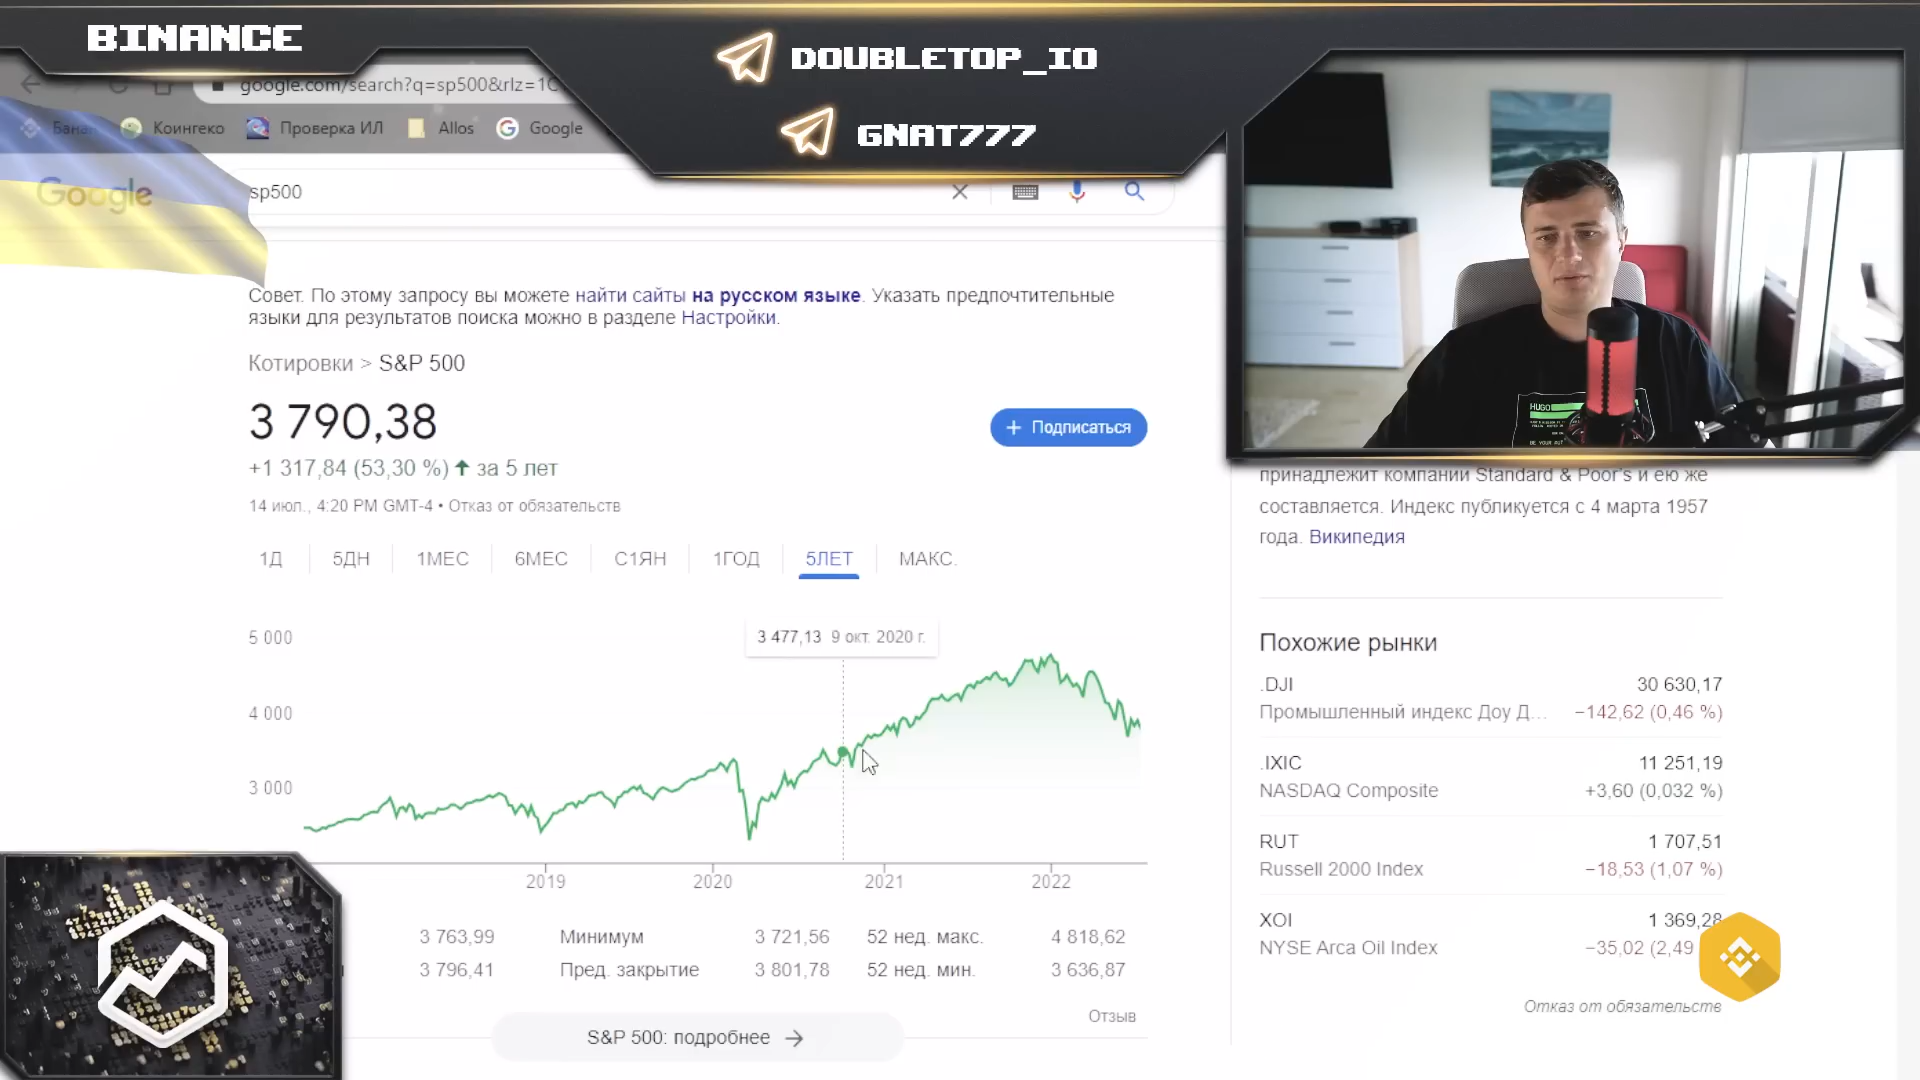 BINANCE
DOUBLETOP_IO
GNAT777
google.com/search?q=sp500&rlz=1C
Коингеко
Проверка ИЛ
Allos
Google
Google
sp500
Совет. По этому запросу вы можете найти сайты на русском языке. Указать предпочтительные
языки для результатов поиска можно в разделе Настройки.
Котировки > S&P 500
3 790,38
+ Подписаться
+1 317,84 (53,30 %) ↑ за 5 лет
14 июл., 4:20 PM GMT-4 • Отказ от обязательств
1Д
5ДН
1МЕС
6МЕС
С1ЯН
1ГОД
5ЛЕТ
МАКС.
3 477,13 9 окт. 2020 г.
5 000
4 000
3 000
2019
2020
2021
2022
3 763,99
Минимум
3 721,56
52 нед. макс.
4 818,62
3 796,41
Пред. закрытие
3 801,78
52 нед. мин.
3 636,87
Отзыв
S&P 500: подробнее →
HUGO
принадлежит компании Standard & Poor's и ею же
составляется. Индекс публикуется с 4 марта 1957
года. Википедия
Похожие рынки
.DJI
30 630,17
Промышленный индекс Доу Д...
−142,62 (0,46 %)
.IXIC
11 251,19
NASDAQ Composite
+3,60 (0,032 %)
RUT
1 707,51
Russell 2000 Index
−18,53 (1,07 %)
XOI
1 369,28
NYSE Arca Oil Index
−35,02 (2,49
Отказ от обязательств